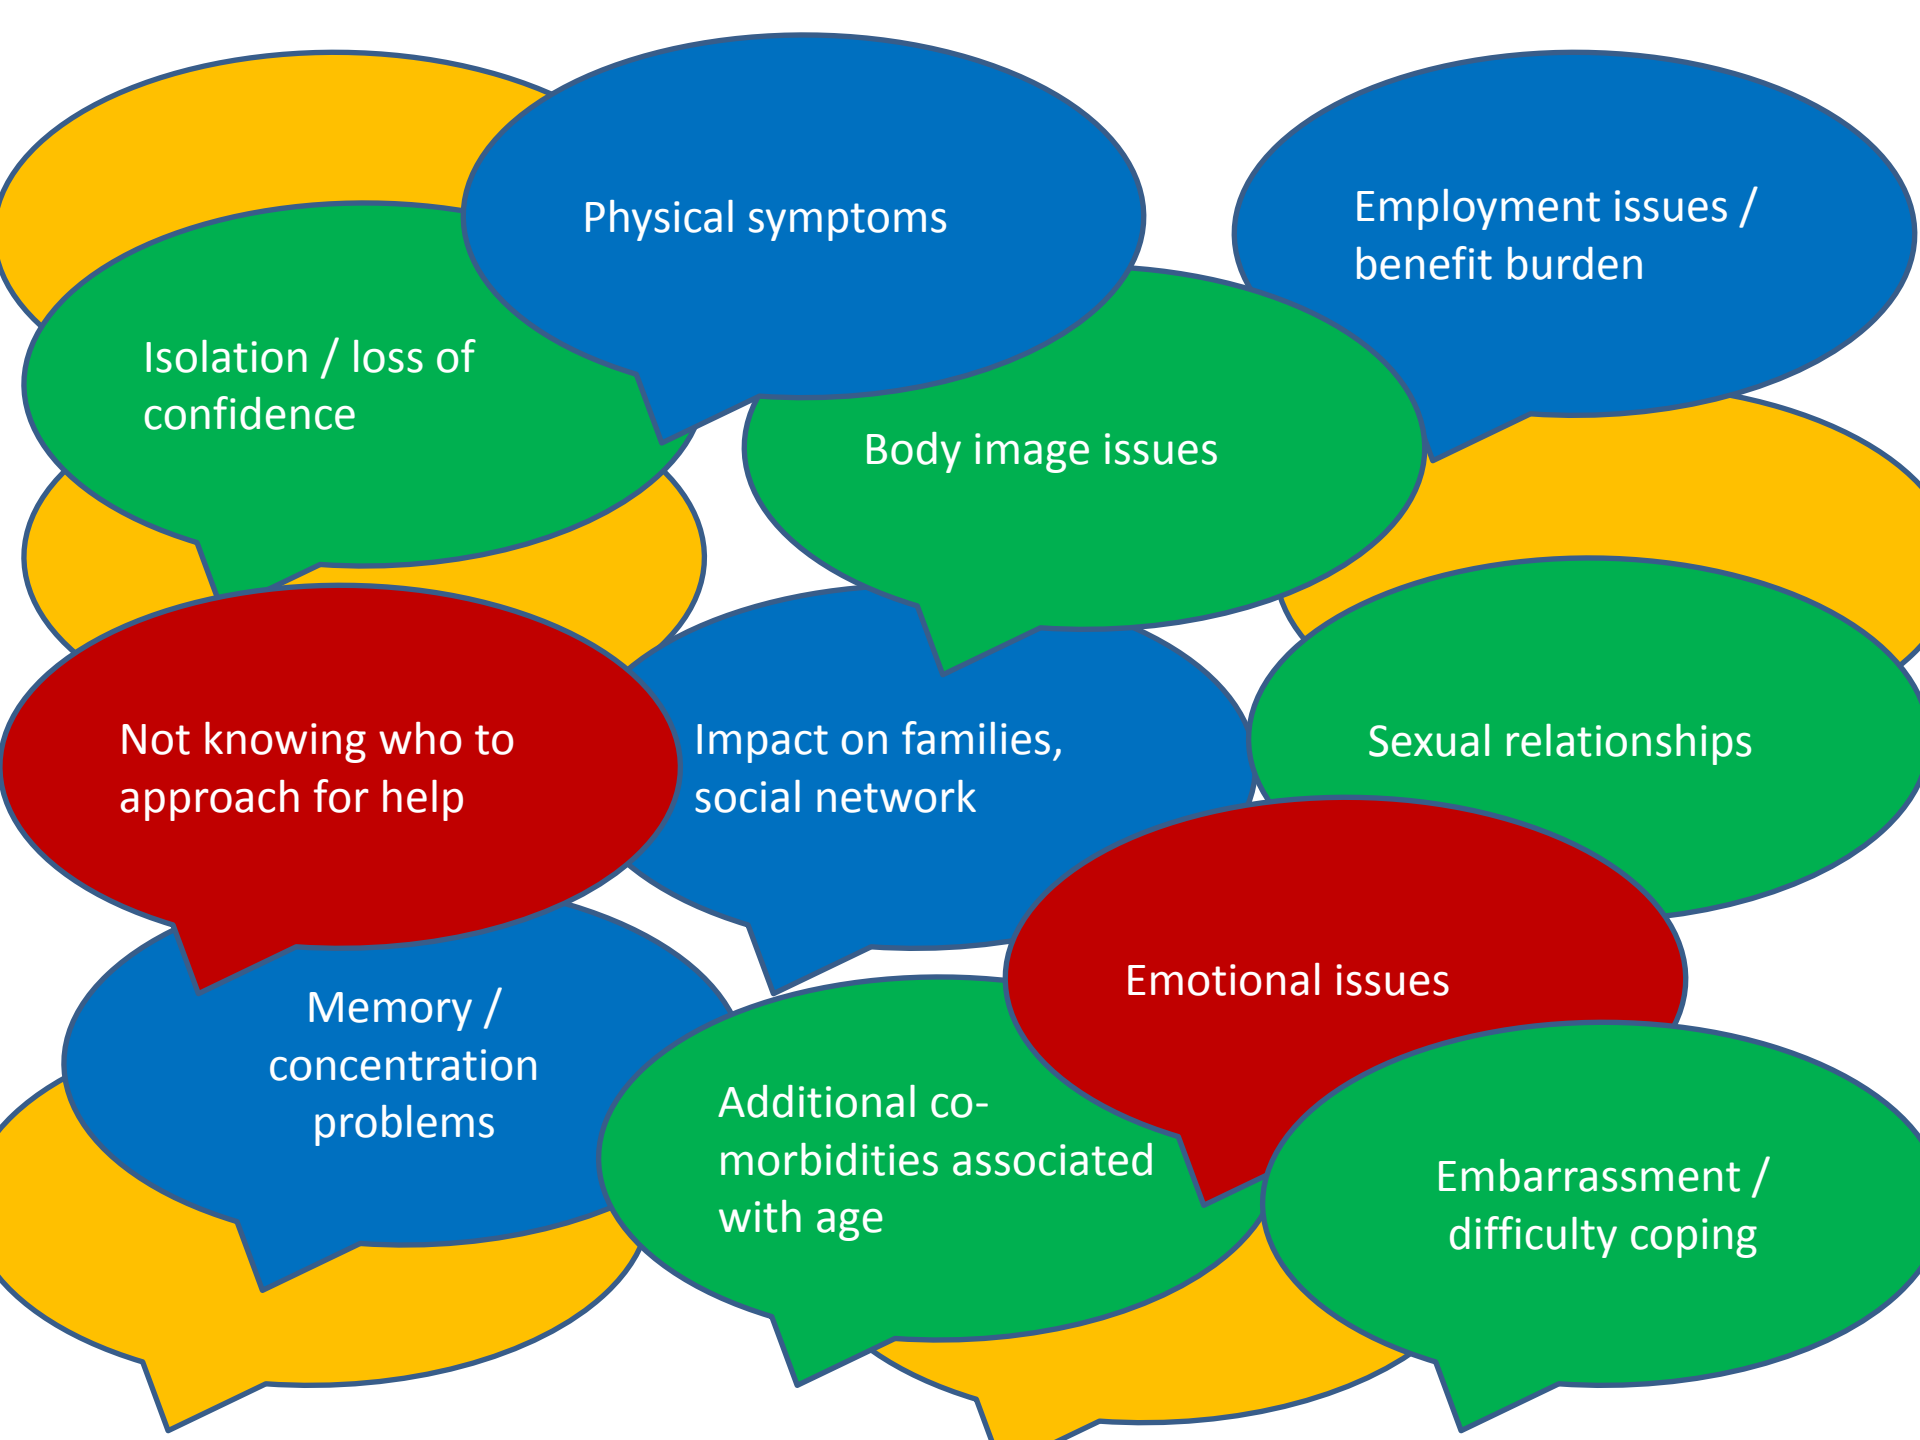 Physical symptoms
Employment issues /
benefit burden
Isolation / loss of
confidence
Body image issues
Not knowing who to
approach for help
Impact on families,
social network
Sexual relationships
Emotional issues
Memory /
concentration
problems
Additional co-
morbidities associated
with age
Embarrassment /
difficulty coping